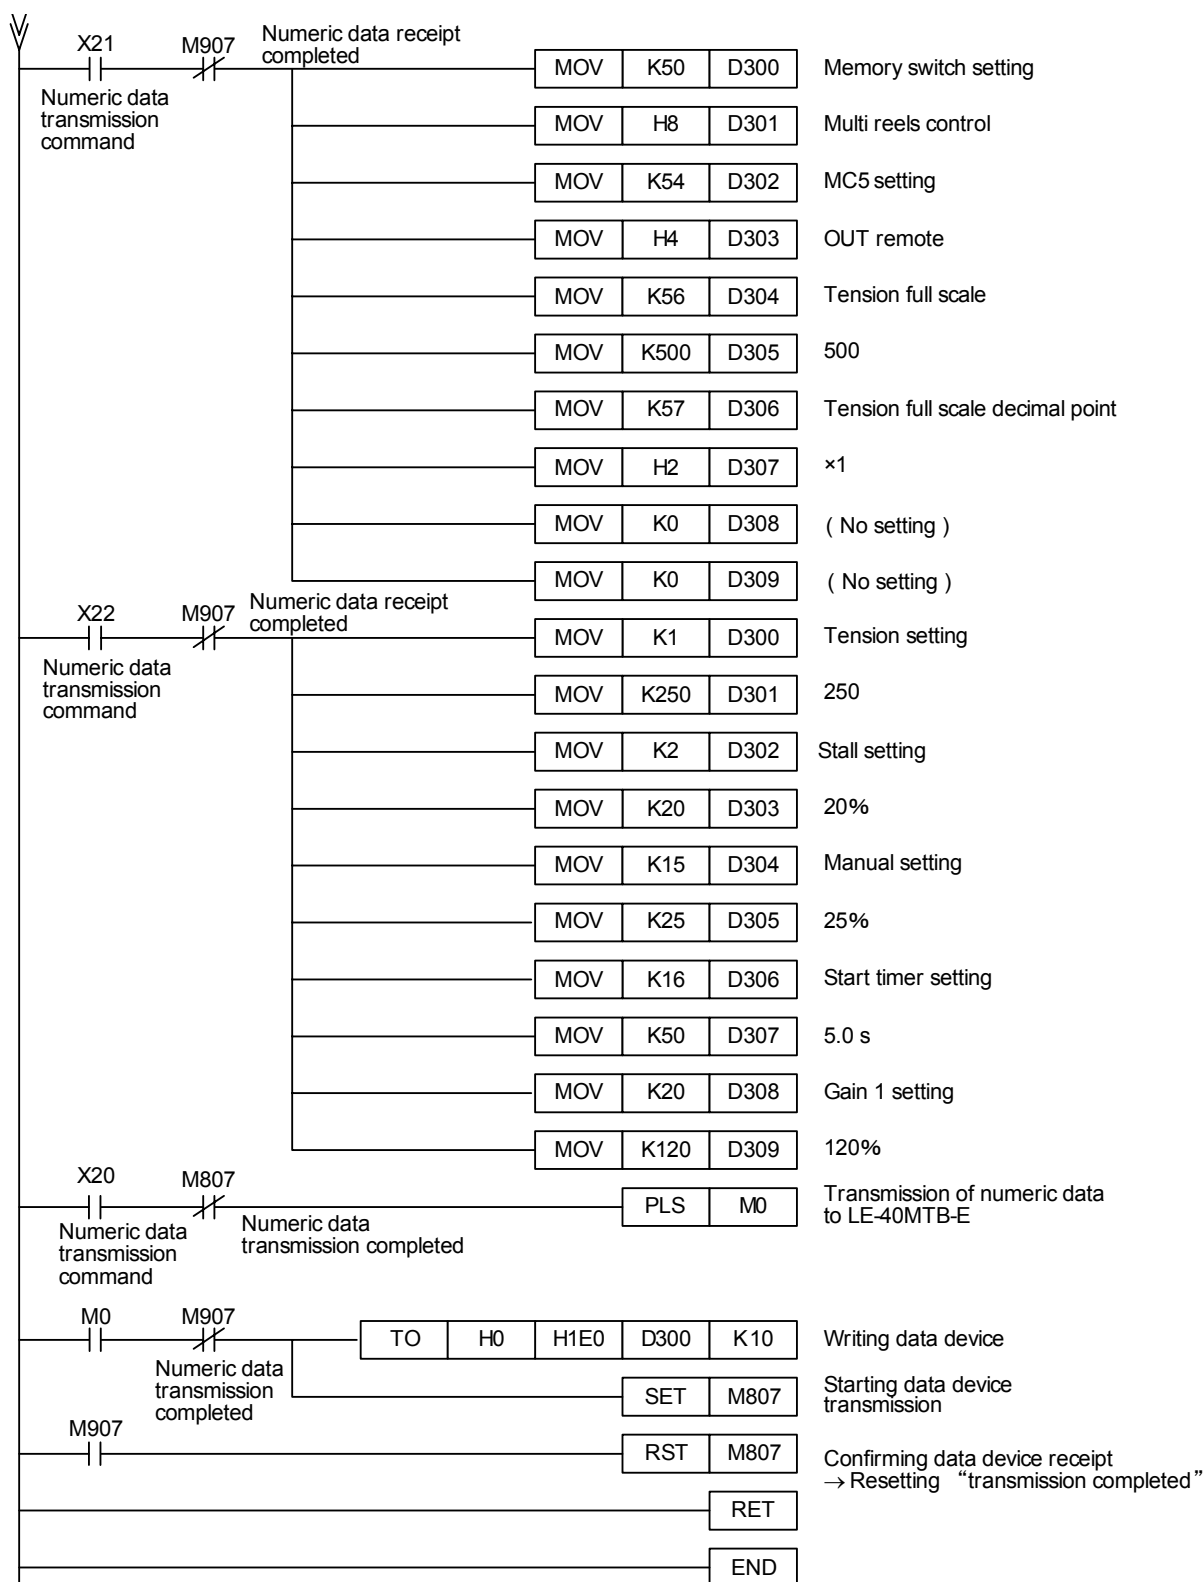 X21 M907 Numeric data receipt
completed
MOV K50 D300 Memory switch setting
Numeric data
transmission
command
MOV H8 D301 Multi reels control
MOV K54 D302 MC5 setting
MOV H4 D303 OUT remote
MOV K56 D304 Tension full scale
MOV K500 D305 500
MOV K57 D306 Tension full scale decimal point
MOV H2 D307 ×1
MOV K0 D308 ( No setting )
MOV K0 D309 ( No setting )
X22 M907 Numeric data receipt
completed
MOV K1 D300 Tension setting
Numeric data
transmission
command
MOV K250 D301 250
MOV K2 D302 Stall setting
MOV K20 D303 20%
MOV K15 D304 Manual setting
MOV K25 D305 25%
MOV K16 D306 Start timer setting
MOV K50 D307 5.0 s
MOV K20 D308 Gain 1 setting
MOV K120 D309 120%
X20 M807
PLS M0 Transmission of numeric data
to LE-40MTB-E
Numeric data
transmission
command
Numeric data
transmission completed
M0 M907
TO H0 H1E0 D300 K10 Writing data device
Numeric data
transmission
completed
SET M807 Starting data device
transmission
M907
RST M807 Confirming data device receipt
→ Resetting “transmission completed”
RET
END